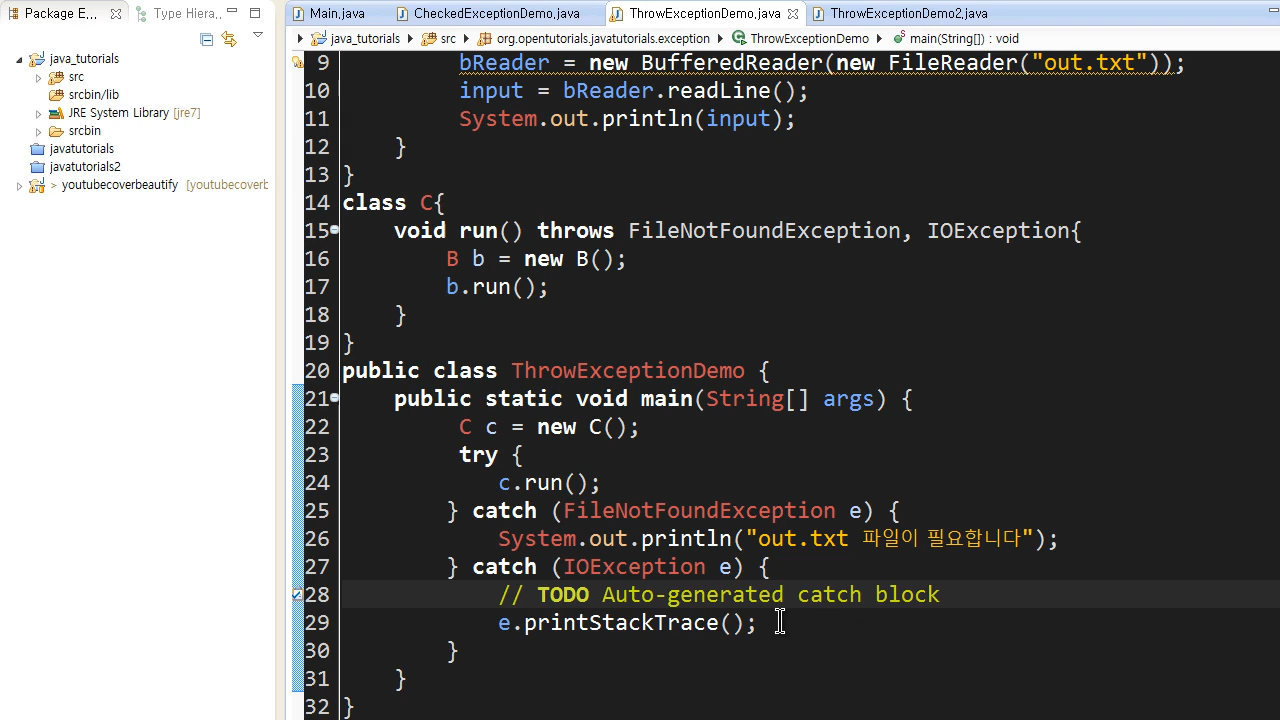 Package E...
Type Hiera..
Main.java
CheckedExceptionDemo.java
ThrowExceptionDemo.java
ThrowExceptionDemo2.java
java_tutorials
src
org.opentutorials.javatutorials.exception
ThrowExceptionDemo
main(String[]) : void
java_tutorials
src
srcbin/lib
JRE System Library [jre7]
srcbin
javatutorials
javatutorials2
> youtubecoverbeautify [youtubecovert
9 bReader = new BufferedReader(new FileReader("out.txt"));
10 input = bReader.readLine();
11 System.out.println(input);
12 }
13 }
14 class C{
15 void run() throws FileNotFoundException, IOException{
16 B b = new B();
17 b.run();
18 }
19 }
20 public class ThrowExceptionDemo {
21 public static void main(String[] args) {
22 C c = new C();
23 try {
24 c.run();
25 } catch (FileNotFoundException e) {
26 System.out.println("out.txt 파일이 필요합니다");
27 } catch (IOException e) {
28 // TODO Auto-generated catch block
29 e.printStackTrace();
30 }
31 }
32 }